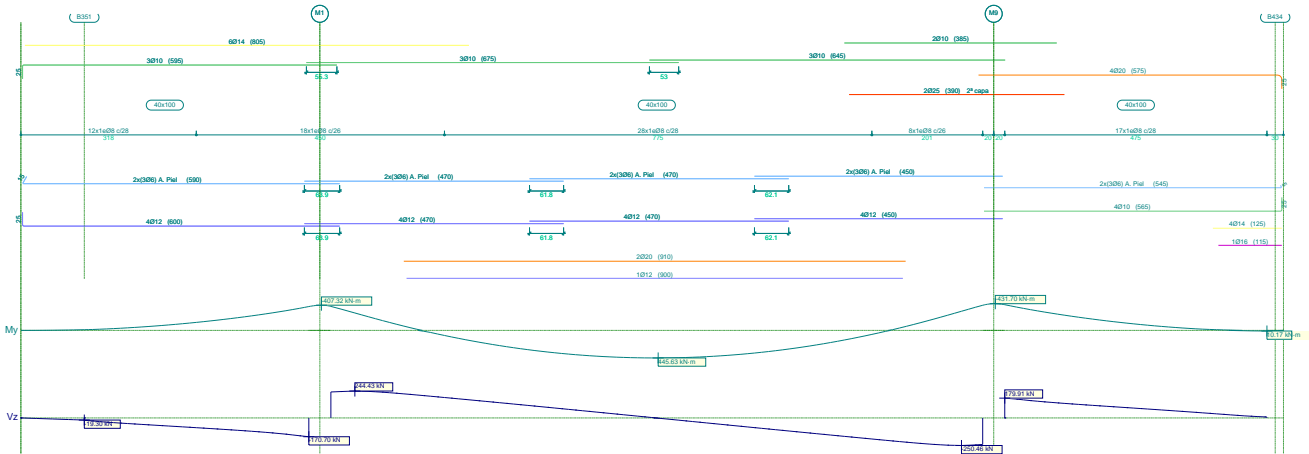 B351
M1
M9
B434
6Ø14 (805)
2Ø10 (385)
3Ø10 (595)
3Ø10 (675)
3Ø10 (645)
25
53
4Ø20 (575)
25
2Ø25 (390) 2ª capa
40x100
40x100
40x100
12x1eØ8 c/28
18x1eØ8 c/26
28x1eØ8 c/28
8x1eØ8 c/26
17x1eØ8 c/28
318
450
775
201
20
20
475
30
2x(3Ø6) A. Piel (590)
2x(3Ø6) A. Piel (470)
2x(3Ø6) A. Piel (470)
2x(3Ø6) A. Piel (450)
2x(3Ø6) A. Piel (545)
61.8
62.1
4Ø10 (565)
25
25
4Ø12 (600)
4Ø12 (470)
4Ø12 (470)
4Ø12 (450)
4Ø14 (125)
61.8
62.1
1Ø16 (115)
2Ø20 (910)
1Ø12 (900)
-407.32 kN·m
-431.70 kN·m
My
10.17 kN·m
445.63 kN·m
244.43 kN
179.91 kN
Vz
-19.30 kN
-170.70 kN
-250.46 kN